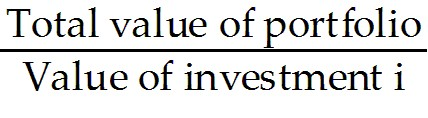 Total value of portfolio
Value of investment i